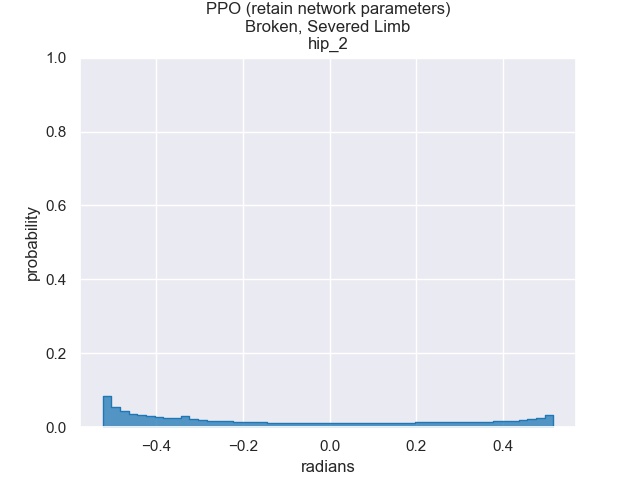 PPO (retain network parameters)
Broken, Severed Limb
hip_2
1.0
0.8
0.6
0.4
0.2
0.0
probability
−0.4 −0.2 0.0 0.2 0.4
radians